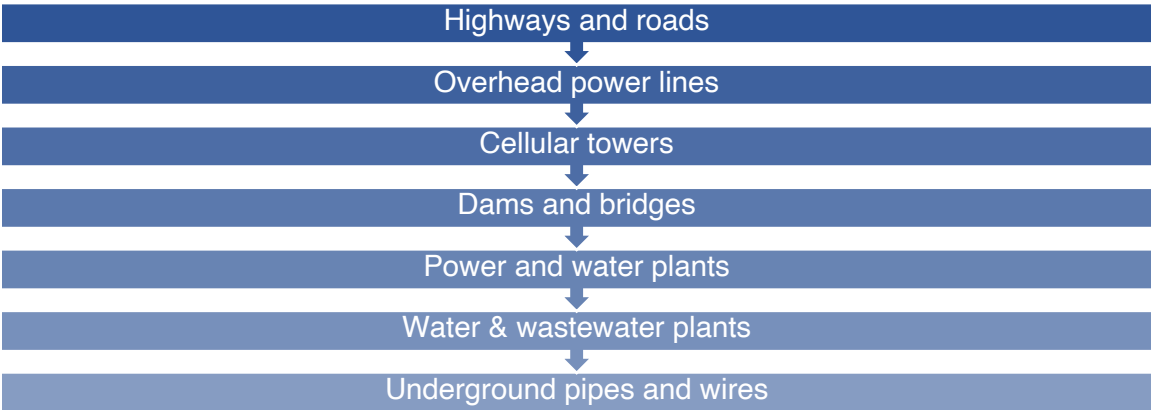 Highways and roads
Overhead power lines
Cellular towers
Dams and bridges
Power and water plants
Water & wastewater plants
Underground pipes and wires